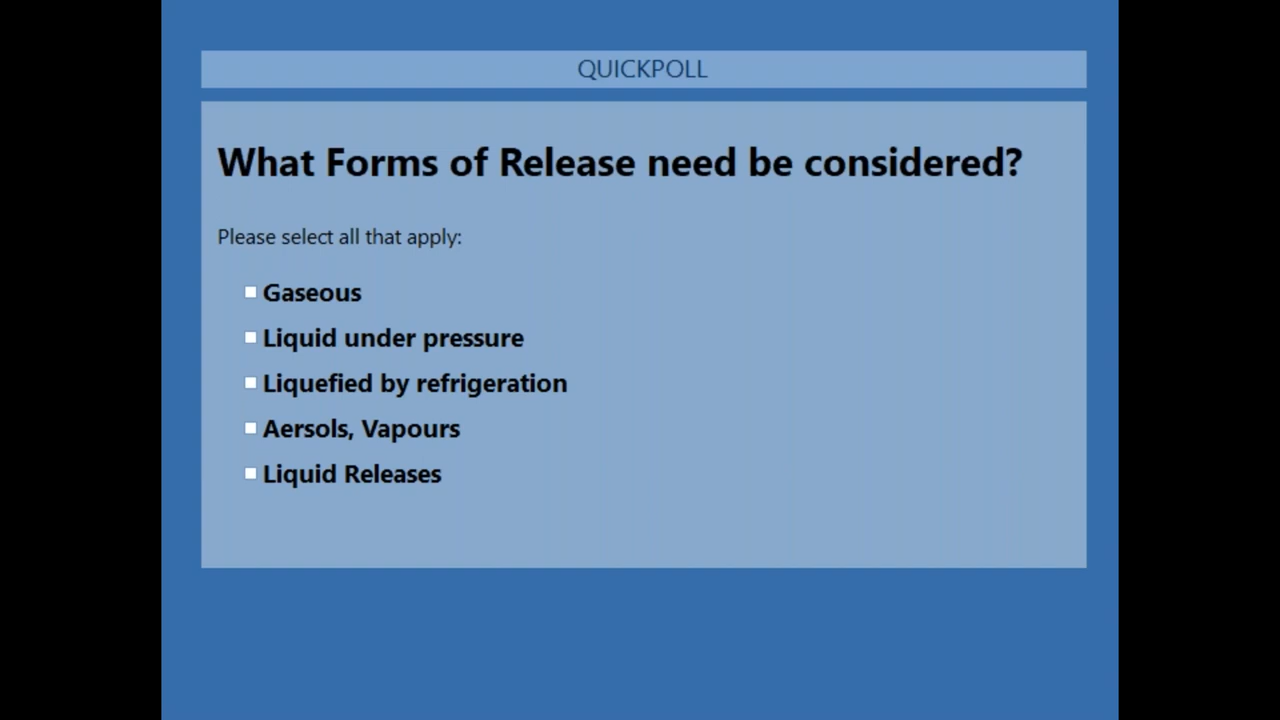 QUICKPOLL
What Forms of Release need be considered?
Please select all that apply:
Gaseous
Liquid under pressure
Liquefied by refrigeration
Aersols, Vapours
Liquid Releases